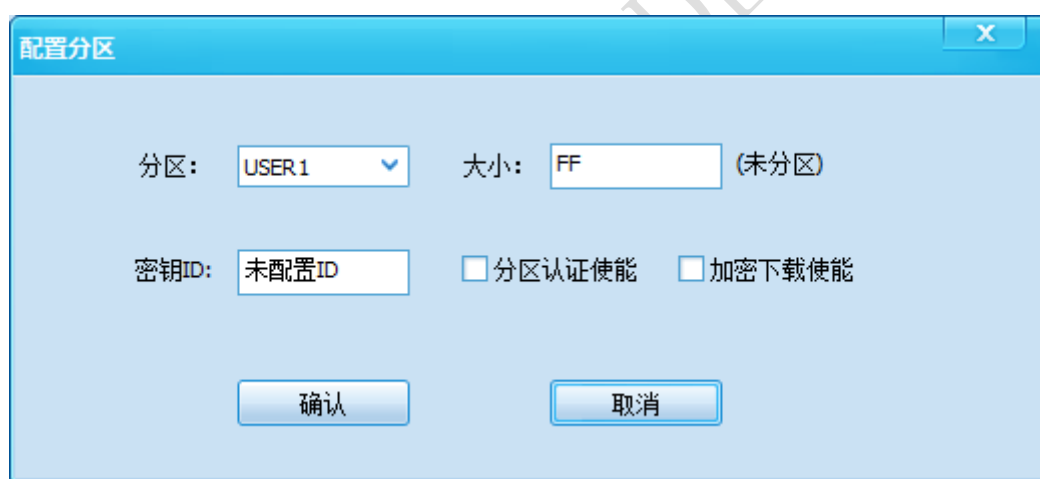 配置分区
分区： USER1 大小： FF (未分区)
密钥ID: 未配置ID 分区认证使能 加密下载使能
确认 取消